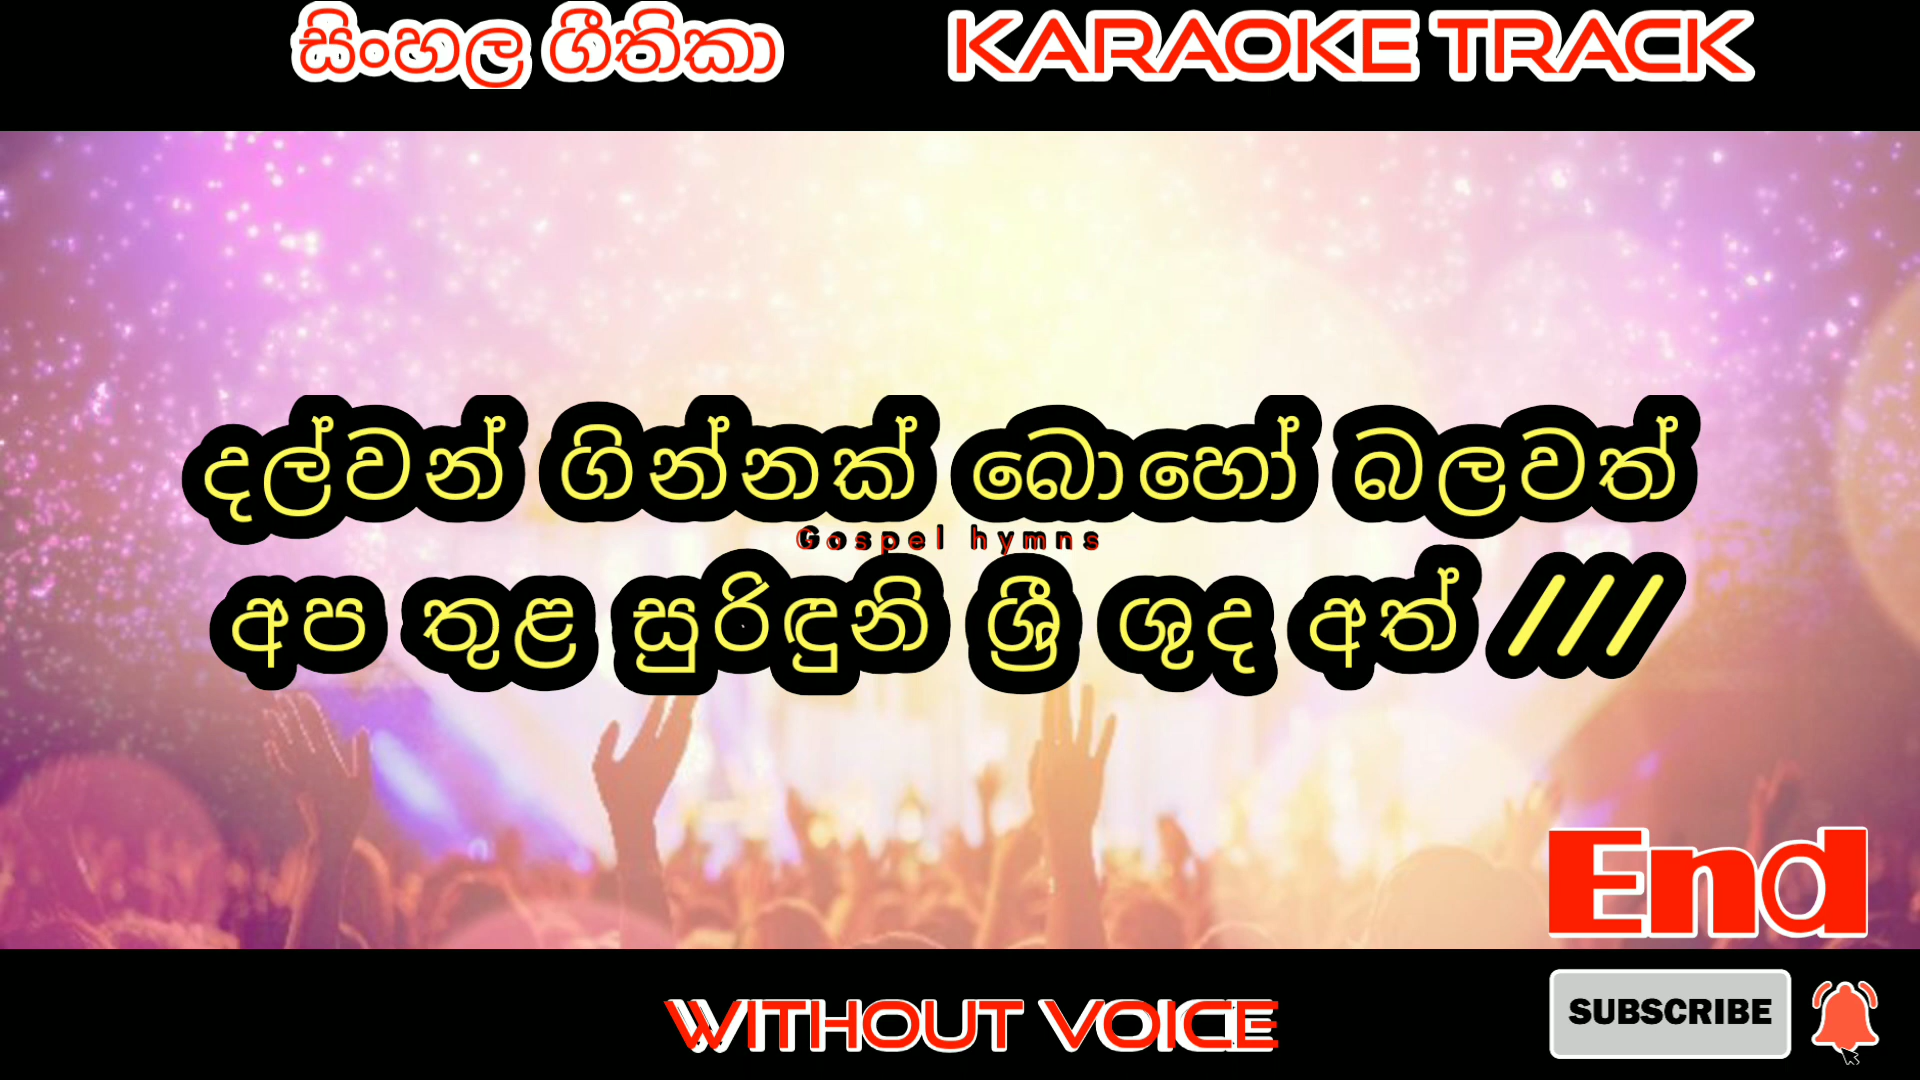 සිංහල ගීතිකා KARAOKE TRACK
දල්වන් ගින්නක් බොහෝ බලවත්
Gospel hymns
අප තුළ සුරිඳුනි ශ්‍රී ශුද අත් ///
End
SUBSCRIBE
WITHOUT VOICE